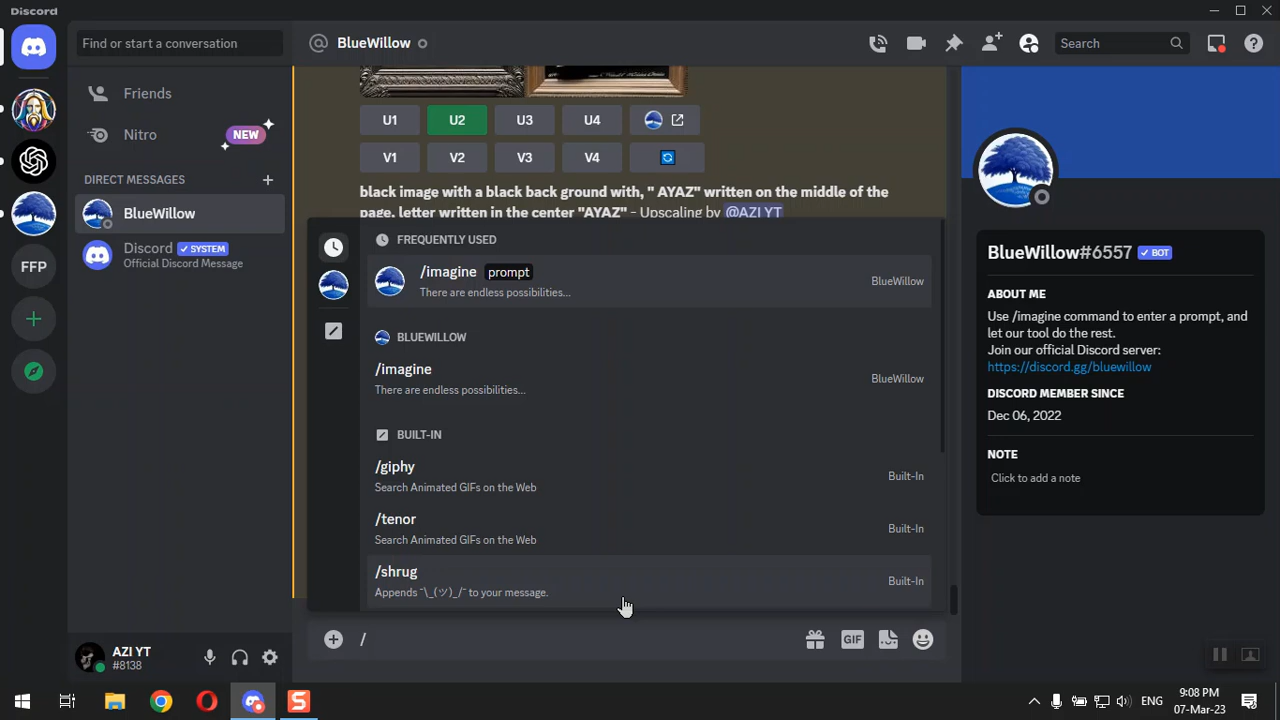 Discord
Find or start a conversation
Friends
Nitro
NEW
DIRECT MESSAGES
BlueWillow
Discord ✓ SYSTEM
Official Discord Message
FFP
AZI YT
#8138
BlueWillow
Search
U1 U2 U3 U4
V1 V2 V3 V4
black image with a black back ground with, " AYAZ" written on the middle of the
page, letter written in the center "AYAZ" - Upscaling by @AZI YT
FREQUENTLY USED
/imagine prompt
There are endless possibilities...
BlueWillow
BLUEWILLOW
/imagine
There are endless possibilities...
BlueWillow
BUILT-IN
/giphy
Search Animated GIFs on the Web
Built-In
/tenor
Search Animated GIFs on the Web
Built-In
/shrug
Appends ¯\_(ツ)_/¯ to your message.
Built-In
/
GIF
BlueWillow#6557 ✓ BOT
ABOUT ME
Use /imagine command to enter a prompt, and
let our tool do the rest.
Join our official Discord server:
https://discord.gg/bluewillow
DISCORD MEMBER SINCE
Dec 06, 2022
NOTE
Click to add a note
S
ENG
9:08 PM
07-Mar-23